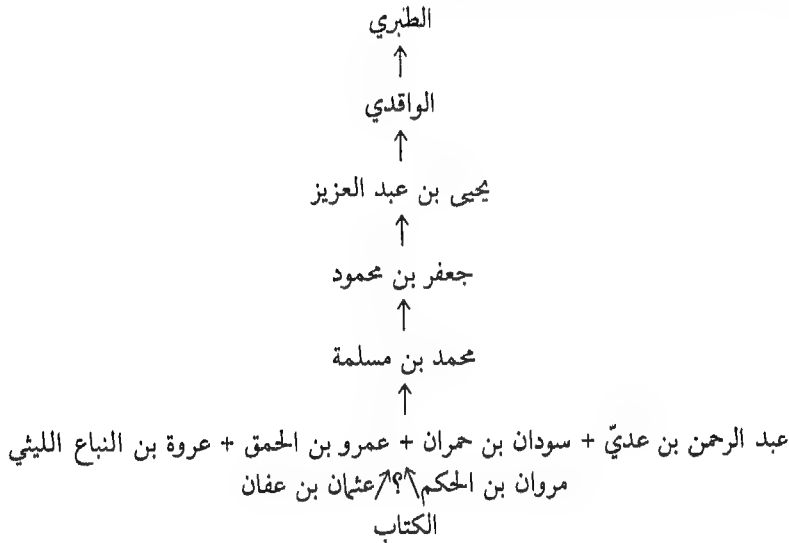 الطبري
↑
الواقدي
↑
يحيى بن عبد العزيز
↑
جعفر بن محمود
↑
محمد بن مسلمة
↑
عبد الرحمن بن عديّ + سودان بن حمران + عمرو بن الحمق + عروة بن النباع الليثي
مروان بن الحكم↖؟↗عثمان بن عفان
الكتاب